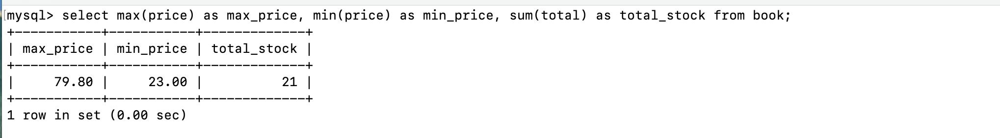 mysql> select max(price) as max_price, min(price) as min_price, sum(total) as total_stock from book;
+-----------+-----------+-------------+
| max_price | min_price | total_stock |
+-----------+-----------+-------------+
|     79.80 |     23.00 |          21 |
+-----------+-----------+-------------+
1 row in set (0.00 sec)